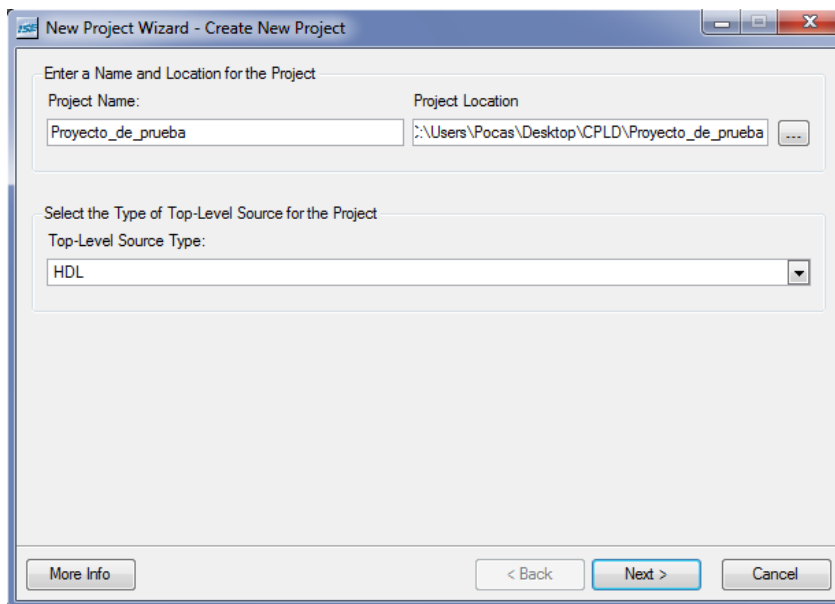 ISE New Project Wizard - Create New Project
Enter a Name and Location for the Project
Project Name: Project Location
Proyecto_de_prueba :\Users\Pocas\Desktop\CPLD\Proyecto_de_prueba ...
Select the Type of Top-Level Source for the Project
Top-Level Source Type:
HDL
More Info < Back Next > Cancel